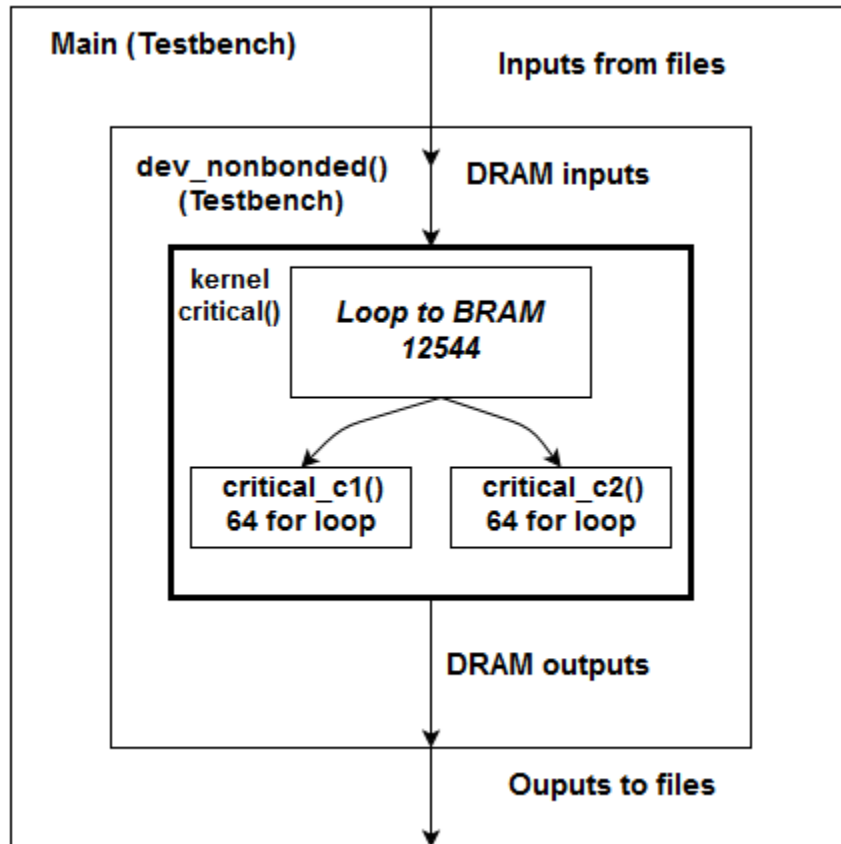 Main (Testbench)
Inputs from files
dev_nonbonded()
(Testbench)
DRAM inputs
kernel
critical()
Loop to BRAM
12544
critical_c1()
64 for loop
critical_c2()
64 for loop
DRAM outputs
Ouputs to files